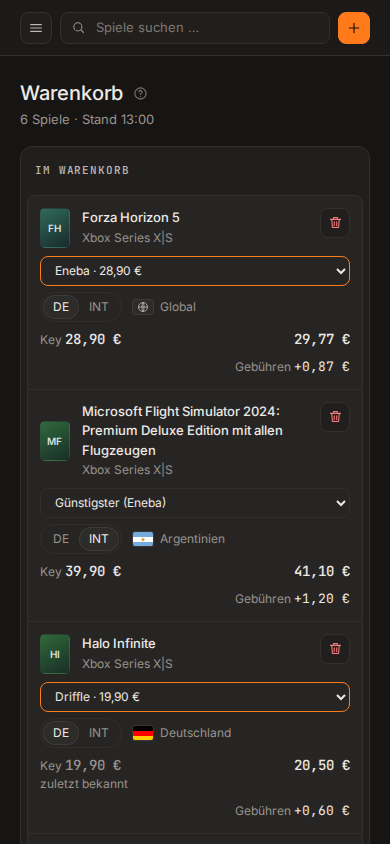 Spiele suchen ...
+
Warenkorb ?
6 Spiele · Stand 13:00
IM WARENKORB
FH
Forza Horizon 5
Xbox Series X|S
Eneba · 28,90 €
DE INT Global
Key 28,90 € 29,77 €
Gebühren +0,87 €
MF
Microsoft Flight Simulator 2024:
Premium Deluxe Edition mit allen
Flugzeugen
Xbox Series X|S
Günstigster (Eneba)
DE INT Argentinien
Key 39,90 € 41,10 €
Gebühren +1,20 €
HI
Halo Infinite
Xbox Series X|S
Driffle · 19,90 €
DE INT Deutschland
Key 19,90 € 20,50 €
zuletzt bekannt
Gebühren +0,60 €